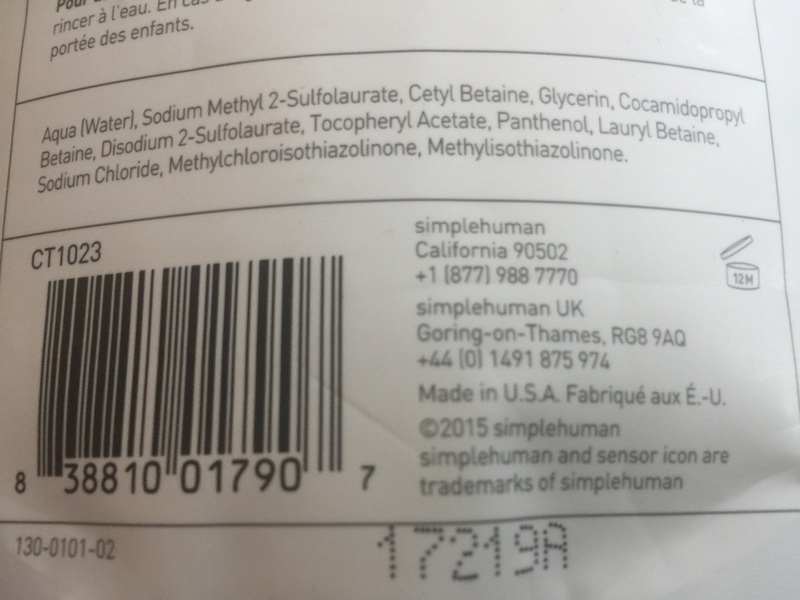 Pour
rincer à l'eau. En cas
portée des enfants.
Aqua (Water), Sodium Methyl 2-Sulfolaurate, Cetyl Betaine, Glycerin, Cocamidopropyl
Betaine, Disodium 2-Sulfolaurate, Tocopheryl Acetate, Panthenol, Lauryl Betaine,
Sodium Chloride, Methylchloroisothiazolinone, Methylisothiazolinone.
CT1023
8 38810 01790 7
simplehuman
California 90502
+1 (877) 988 7770
simplehuman UK
Goring-on-Thames, RG8 9AQ
+44 (0) 1491 875 974
Made in U.S.A. Fabriqué aux É.-U.
©2015 simplehuman
simplehuman and sensor icon are
trademarks of simplehuman
12M
130-0101-02
17219A